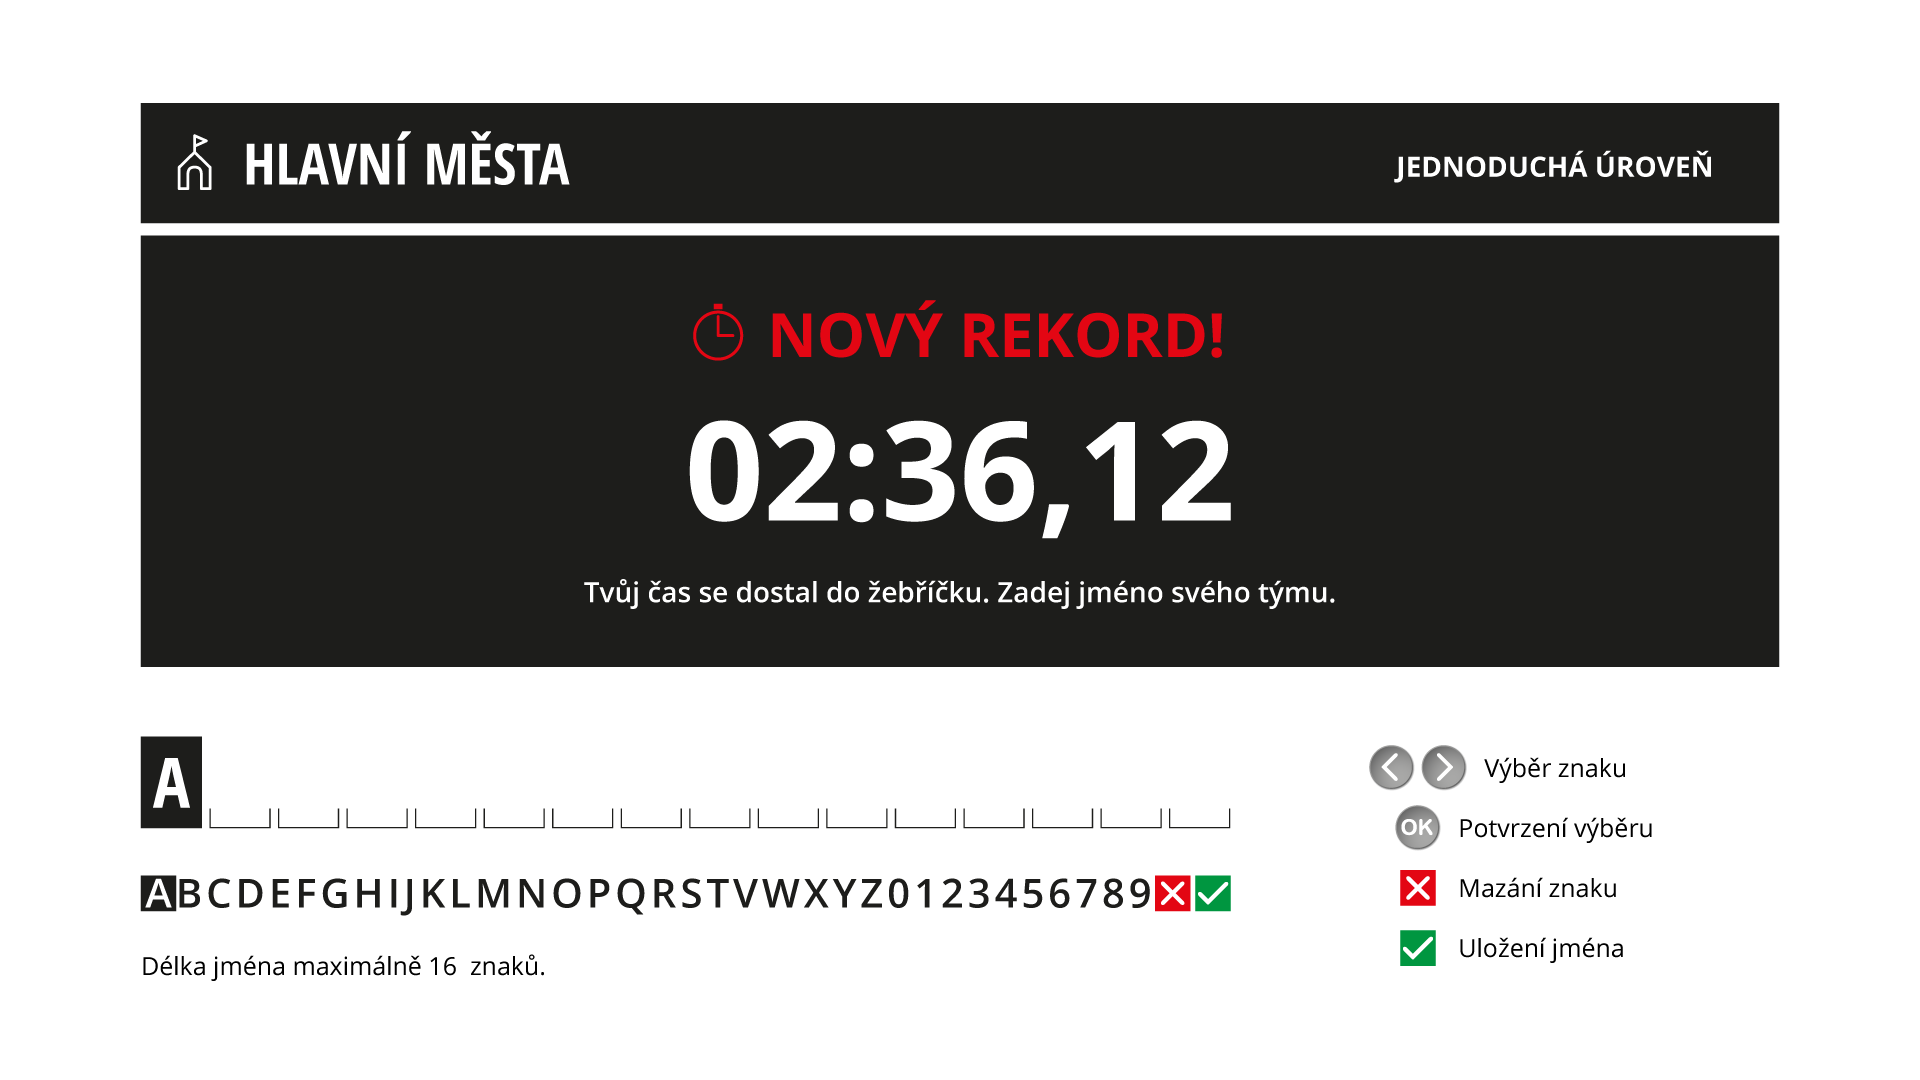 HLAVNÍ MĚSTA
JEDNODUCHÁ ÚROVEŇ
NOVÝ REKORD!
02:36,12
Tvůj čas se dostal do žebříčku. Zadej jméno svého týmu.
A
ABCDEFGHIJKLMNOPQRSTVWXYZ0123456789
Délka jména maximálně 16 znaků.
Výběr znaku
OK Potvrzení výběru
Mazání znaku
Uložení jména